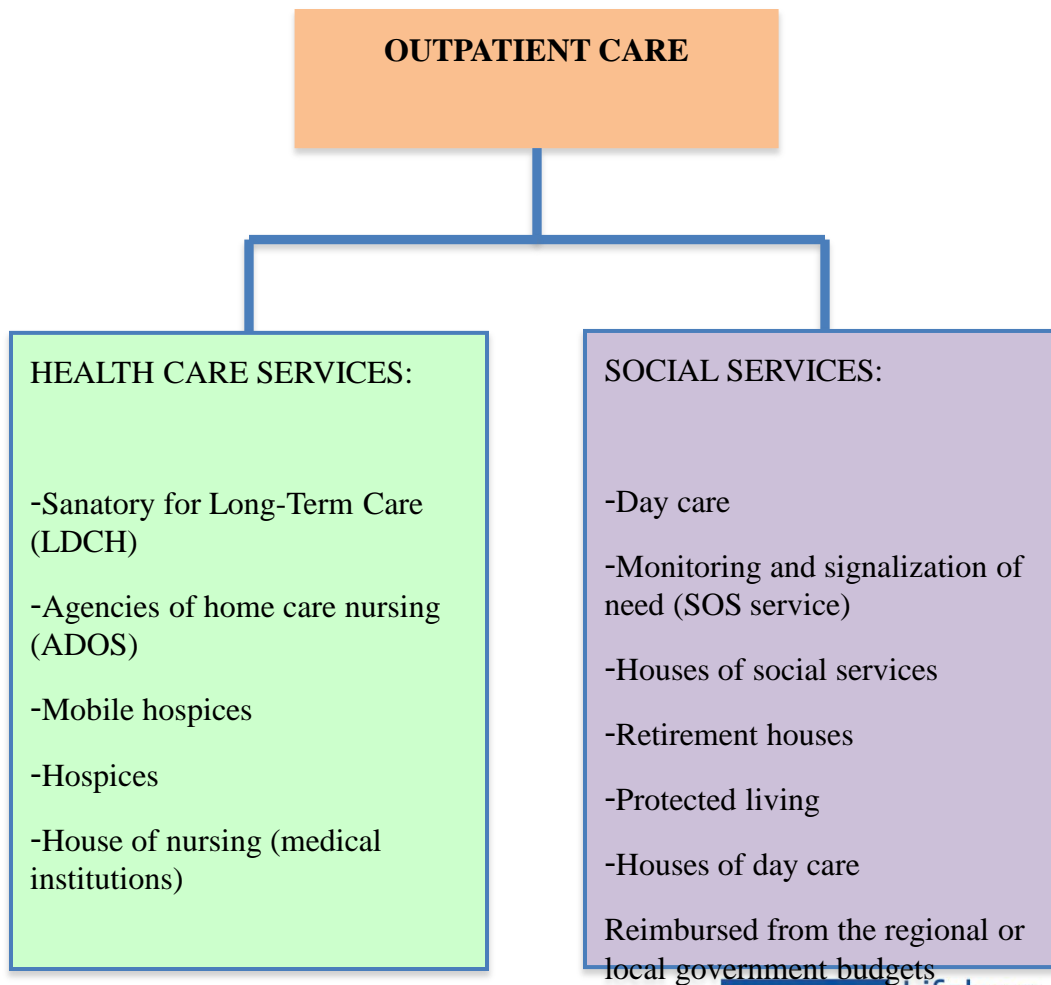 OUTPATIENT CARE
HEALTH CARE SERVICES:
-Sanatory for Long-Term Care
(LDCH)
-Agencies of home care nursing
(ADOS)
-Mobile hospices
-Hospices
-House of nursing (medical
institutions)
SOCIAL SERVICES:
-Day care
-Monitoring and signalization of
need (SOS service)
-Houses of social services
-Retirement houses
-Protected living
-Houses of day care
Reimbursed from the regional or
local government budgets